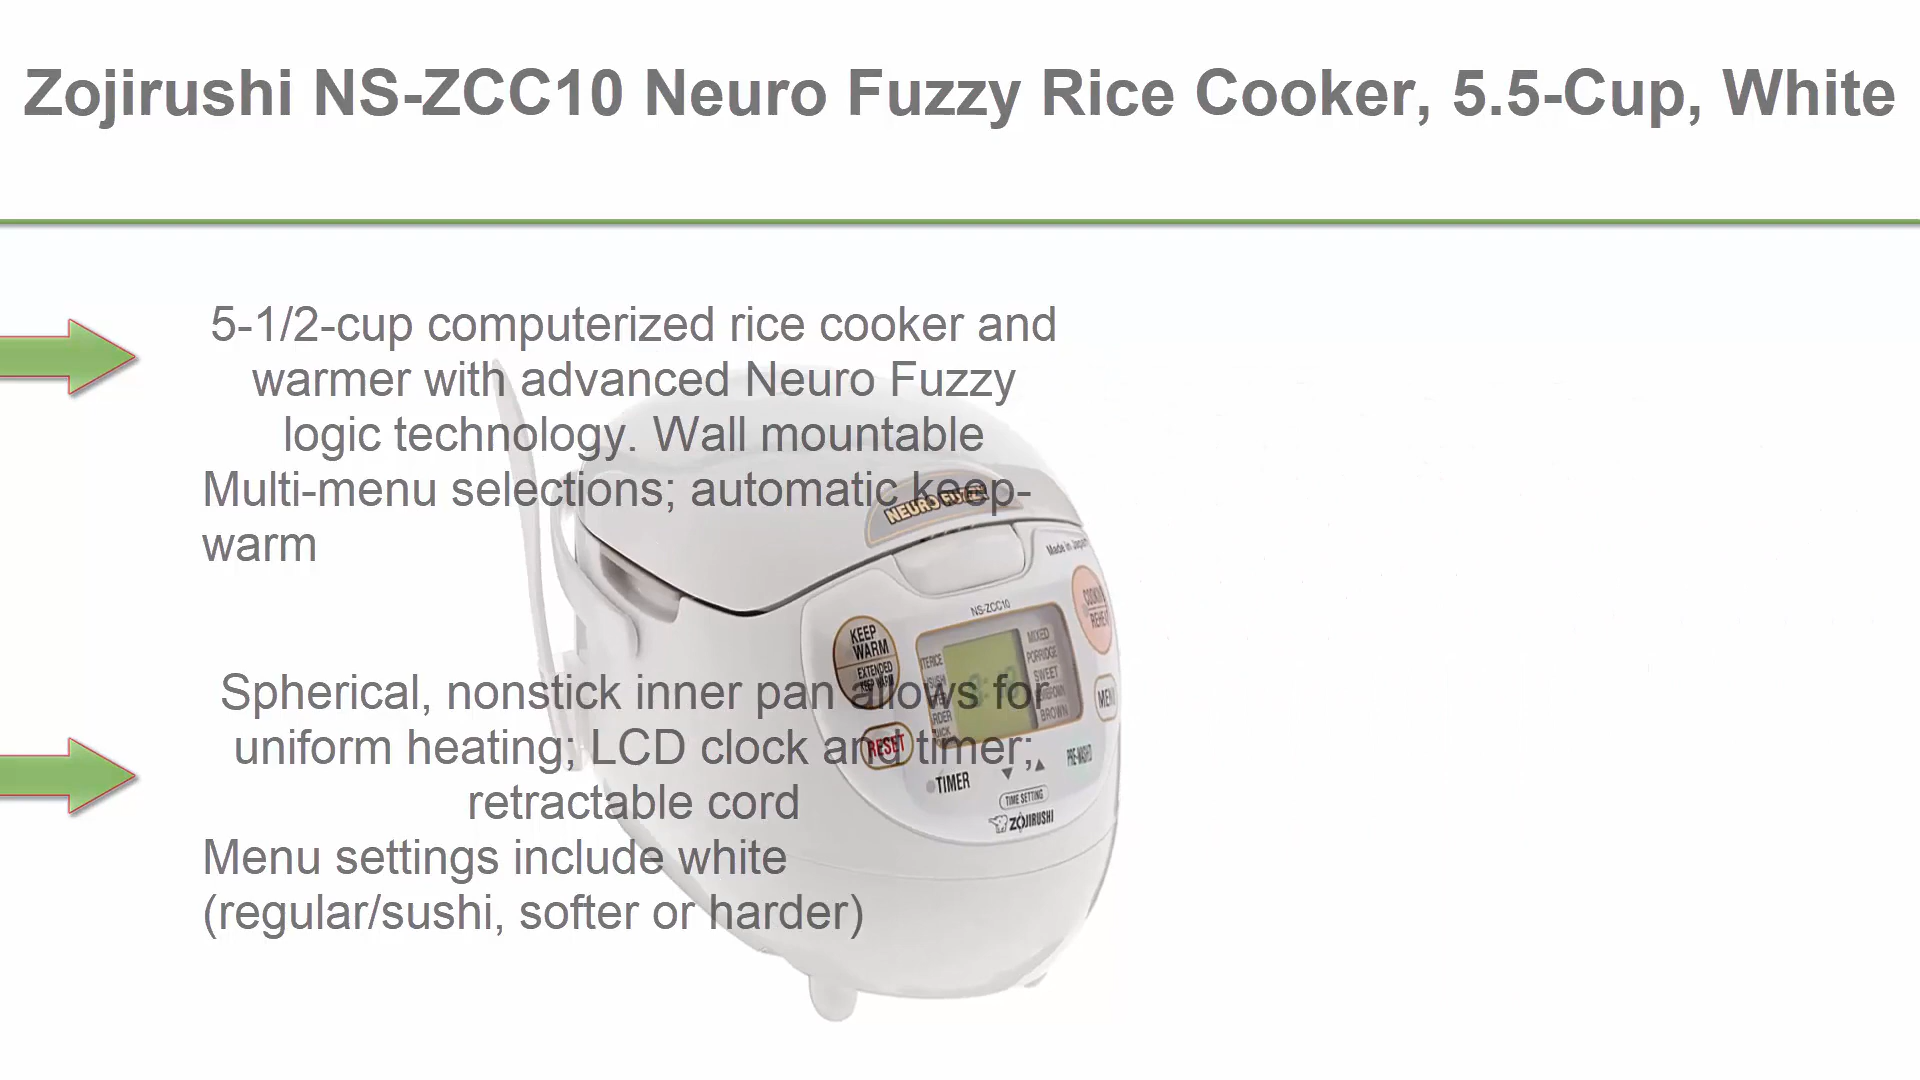 Zojirushi NS-ZCC10 Neuro Fuzzy Rice Cooker, 5.5-Cup, White
5-1/2-cup computerized rice cooker and
warmer with advanced Neuro Fuzzy
logic technology. Wall mountable
Multi-menu selections; automatic keep-
warm
Spherical, nonstick inner pan allows for
uniform heating; LCD clock and timer;
retractable cord
Menu settings include white
(regular/sushi, softer or harder)
NEURO FUZZY
Made in Japan
NS-ZCC10
KEEP
WARM
EXTENDED
KEEP WARM
MIXED
PORRIDGE
SWEET
BROWN
RESET
TIMER
TIME SETTING
ZOJIRUSHI